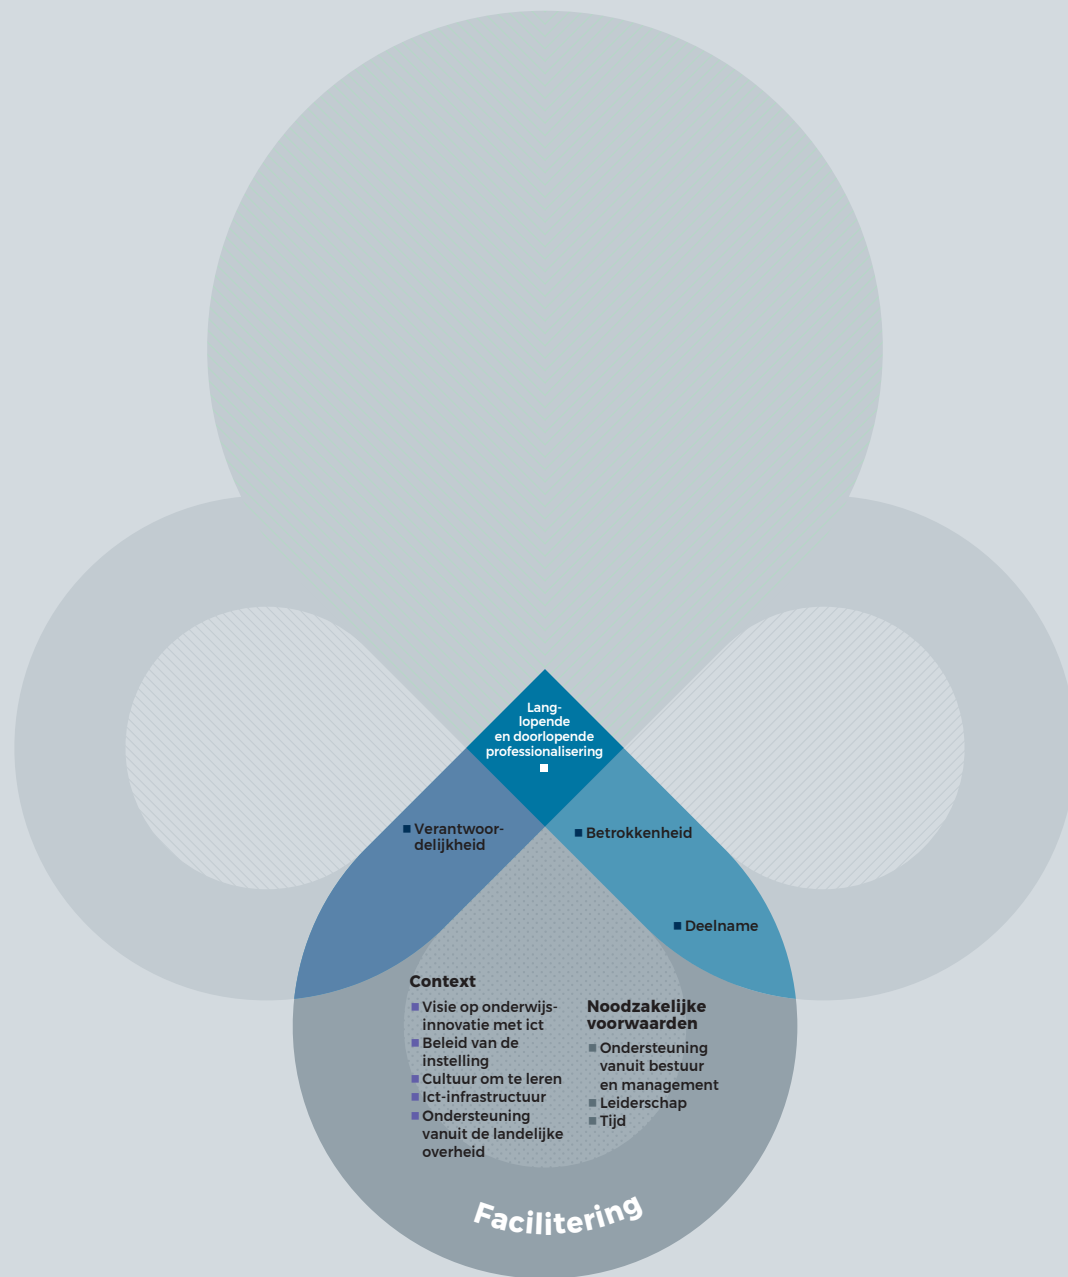 Lang-
lopende
en doorlopende
professionalisering
Verantwoor-
delijkheid
Betrokkenheid
Deelname
Context
Visie op onderwijs-
innovatie met ict
Beleid van de
instelling
Cultuur om te leren
Ict-infrastructuur
Ondersteuning
vanuit de landelijke
overheid
Noodzakelijke
voorwaarden
Ondersteuning
vanuit bestuur
en management
Leiderschap
Tijd
Facilitering